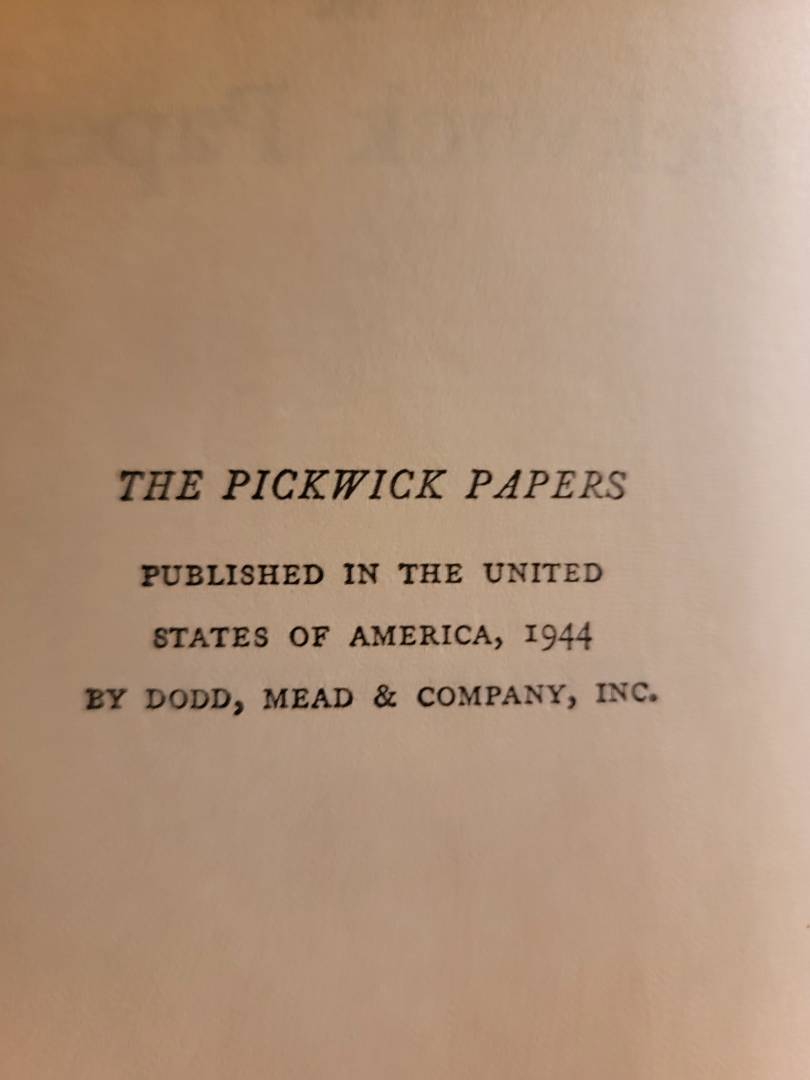 THE PICKWICK PAPERS
PUBLISHED IN THE UNITED
STATES OF AMERICA, 1944
BY DODD, MEAD & COMPANY, INC.